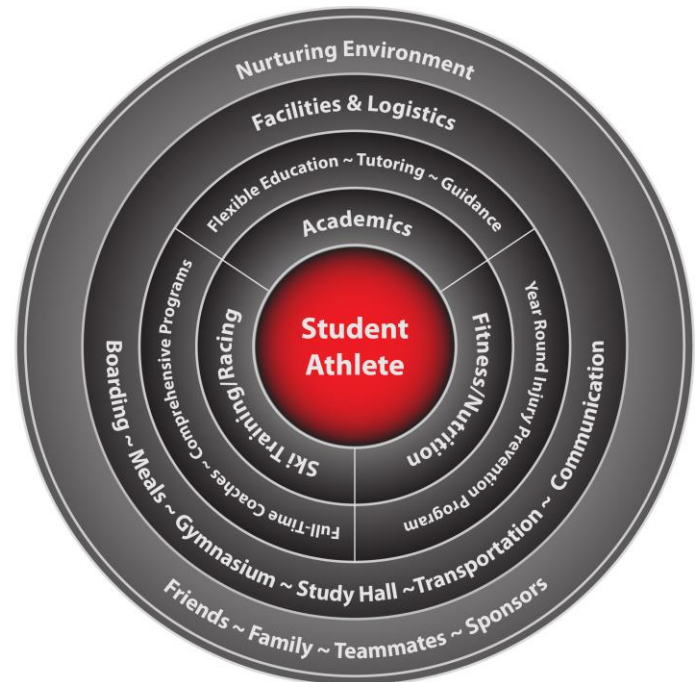 Nurturing Environment
Facilities & Logistics
Flexible Education ~ Tutoring ~ Guidance
Academics
Student
Athlete
Ski Training/Racing
Fitness/Nutrition
Full-Time Coaches ~ Comprehensive Programs
Year Round Injury Prevention Program
Boarding ~ Meals ~ Gymnasium ~ Study Hall ~Transportation ~ Communication
Friends ~ Family ~ Teammates ~ Sponsors